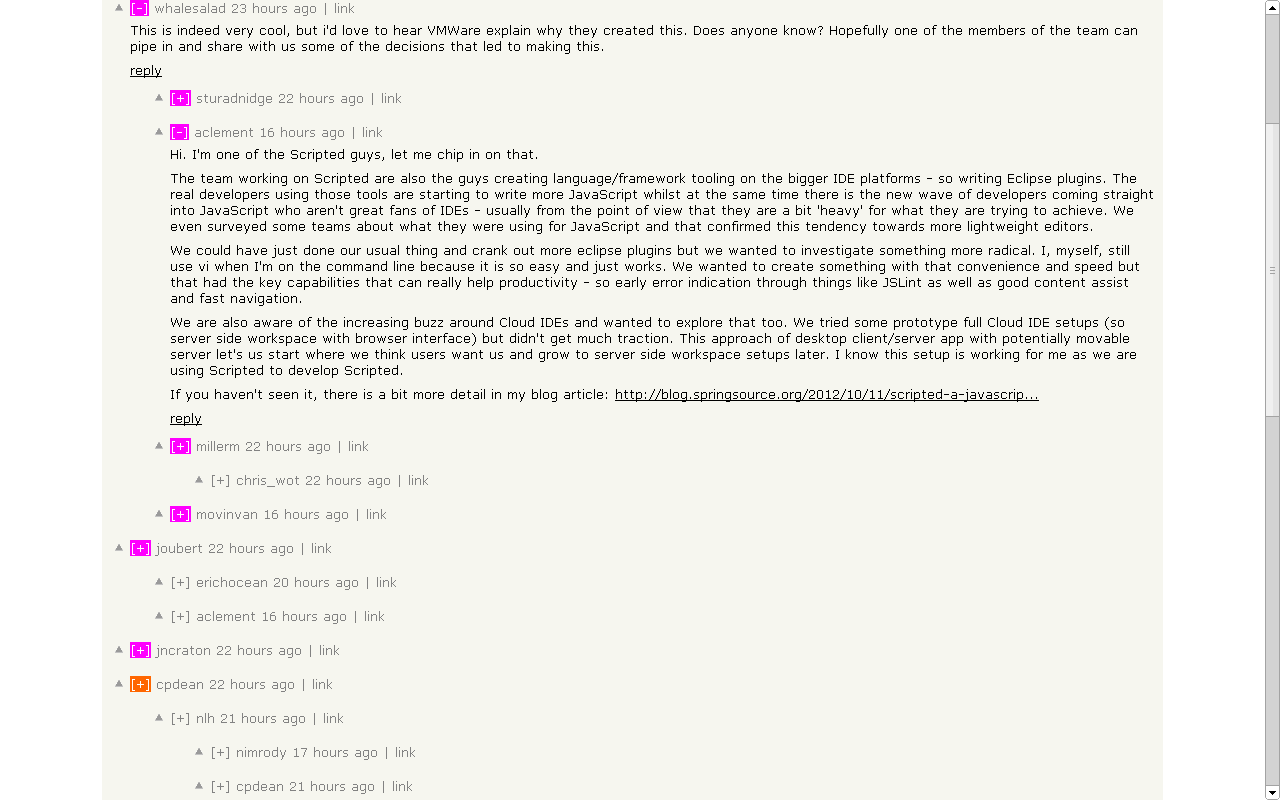 ▲ [-] whalesalad 23 hours ago | link
This is indeed very cool, but i'd love to hear VMWare explain why they created this. Does anyone know? Hopefully one of the members of the team can
pipe in and share with us some of the decisions that led to making this.
reply
▲ [+] sturadnidge 22 hours ago | link
▲ [-] aclement 16 hours ago | link
Hi. I'm one of the Scripted guys, let me chip in on that.
The team working on Scripted are also the guys creating language/framework tooling on the bigger IDE platforms - so writing Eclipse plugins. The
real developers using those tools are starting to write more JavaScript whilst at the same time there is the new wave of developers coming straight
into JavaScript who aren't great fans of IDEs - usually from the point of view that they are a bit 'heavy' for what they are trying to achieve. We
even surveyed some teams about what they were using for JavaScript and that confirmed this tendency towards more lightweight editors.
We could have just done our usual thing and crank out more eclipse plugins but we wanted to investigate something more radical. I, myself, still
use vi when I'm on the command line because it is so easy and just works. We wanted to create something with that convenience and speed but
that had the key capabilities that can really help productivity - so early error indication through things like JSLint as well as good content assist
and fast navigation.
We are also aware of the increasing buzz around Cloud IDEs and wanted to explore that too. We tried some prototype full Cloud IDE setups (so
server side workspace with browser interface) but didn't get much traction. This approach of desktop client/server app with potentially movable
server let's us start where we think users want us and grow to server side workspace setups later. I know this setup is working for me as we are
using Scripted to develop Scripted.
If you haven't seen it, there is a bit more detail in my blog article: http://blog.springsource.org/2012/10/11/scripted-a-javascrip...
reply
▲ [+] millerm 22 hours ago | link
▲ [+] chris_wot 22 hours ago | link
▲ [+] movinvan 16 hours ago | link
▲ [+] joubert 22 hours ago | link
▲ [+] erichocean 20 hours ago | link
▲ [+] aclement 16 hours ago | link
▲ [+] jncraton 22 hours ago | link
▲ [+] cpdean 22 hours ago | link
▲ [+] nlh 21 hours ago | link
▲ [+] nimrody 17 hours ago | link
▲ [+] cpdean 21 hours ago | link